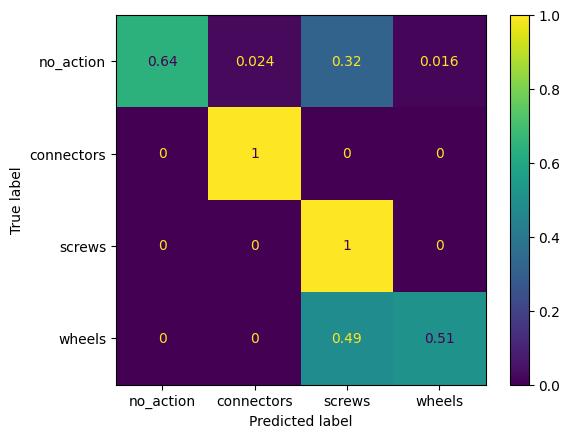 1.0
no_action 0.64 0.024 0.32 0.016
0.8
connectors 0 1 0 0
0.6
True label
0.4
screws 0 0 1 0
0.2
wheels 0 0 0.49 0.51
0.0
no_action connectors screws wheels
Predicted label